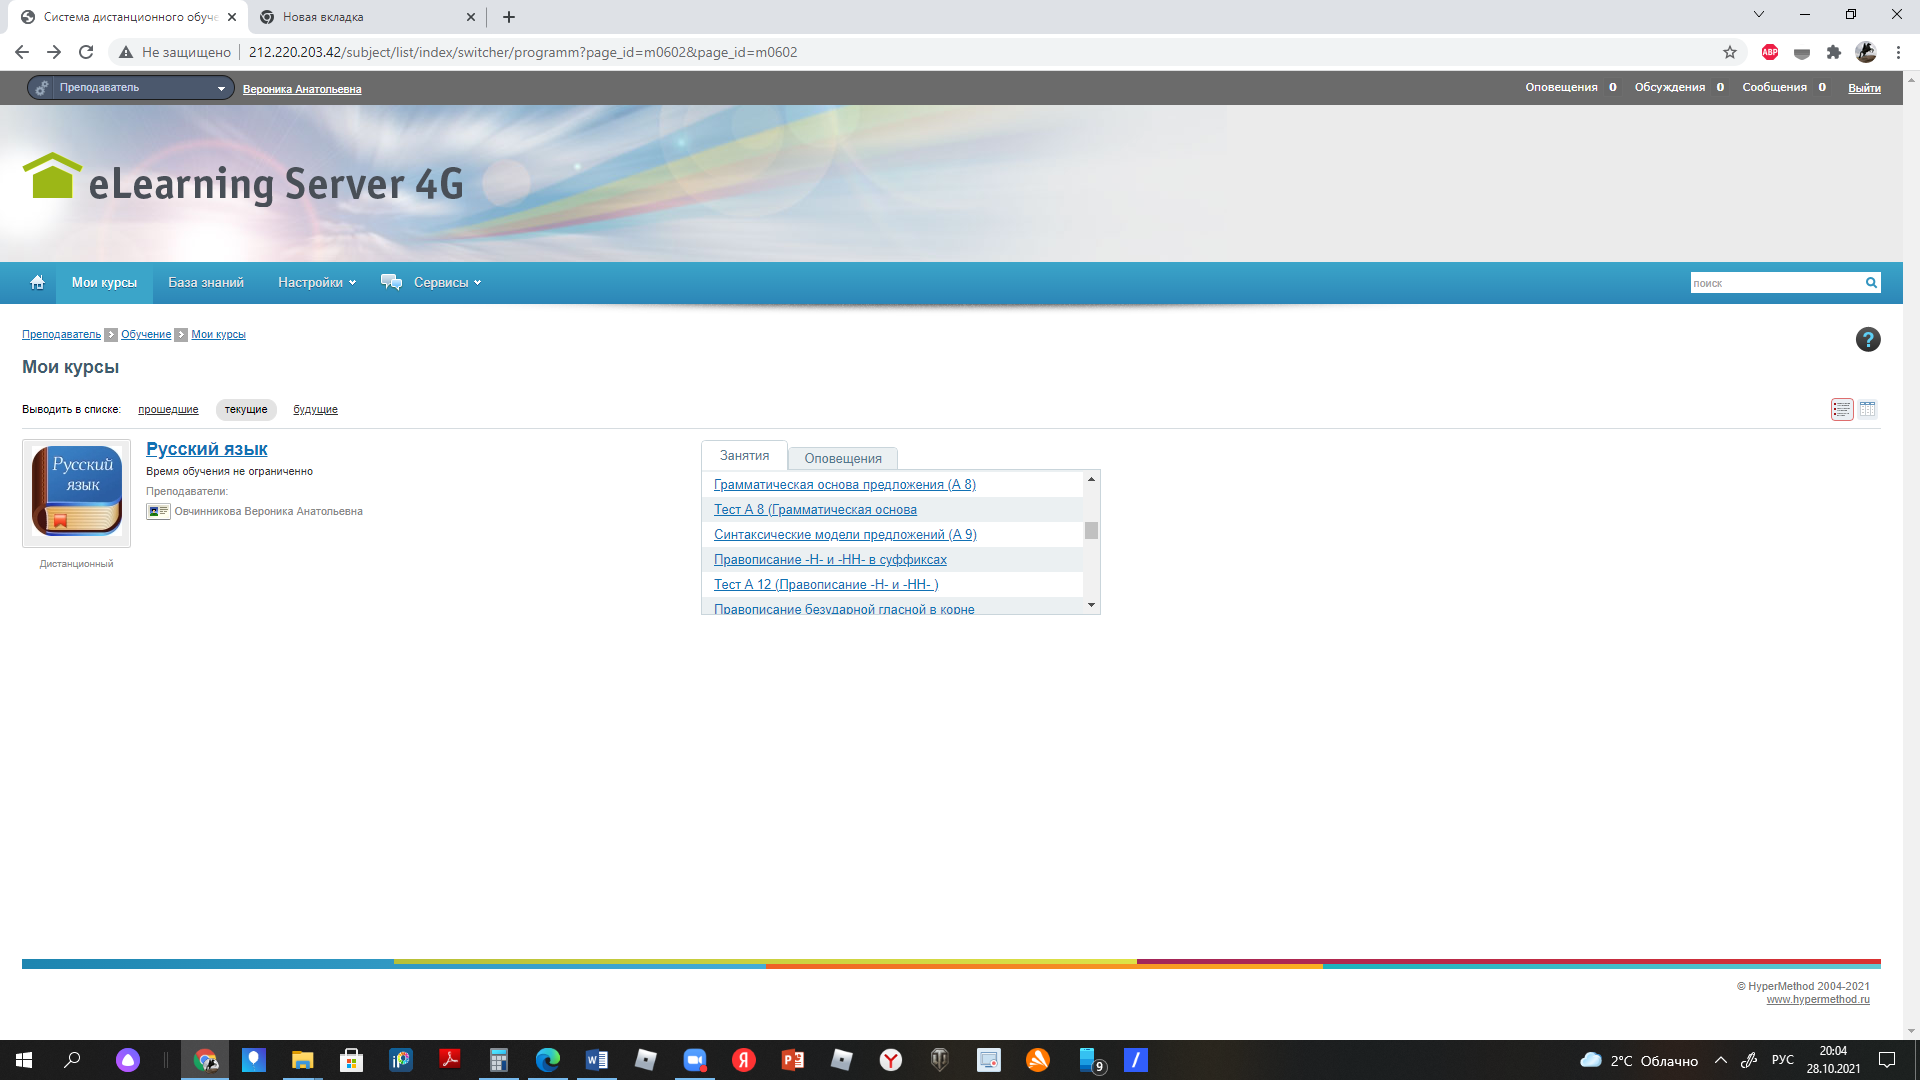 Система дистанционного обуче
Новая вкладка
Не защищено
212.220.203.42/subject/list/index/switcher/programm?page_id=m0602&page_id=m0602
ABP
Преподаватель
Вероника Анатольевна
Оповещения 0 Обсуждения 0 Сообщения 0 Выйти
eLearning Server 4G
Мои курсы База знаний Настройки Сервисы
поиск
Преподаватель Обучение Мои курсы
?
Мои курсы
Выводить в списке: прошедшие текущие будущие
Русский
язык
Русский язык
Время обучения не ограниченно
Преподаватели:
Овчинникова Вероника Анатольевна
Дистанционный
Занятия Оповещения
Грамматическая основа предложения (А 8)
Тест А 8 (Грамматическая основа
Синтаксические модели предложений (А 9)
Правописание -Н- и -НН- в суффиксах
Тест А 12 (Правописание -Н- и -НН- )
Правописание безударной гласной в корне
© HyperMethod 2004-2021
www.hypermethod.ru
9
2°C Облачно
РУС
20:04
28.10.2021